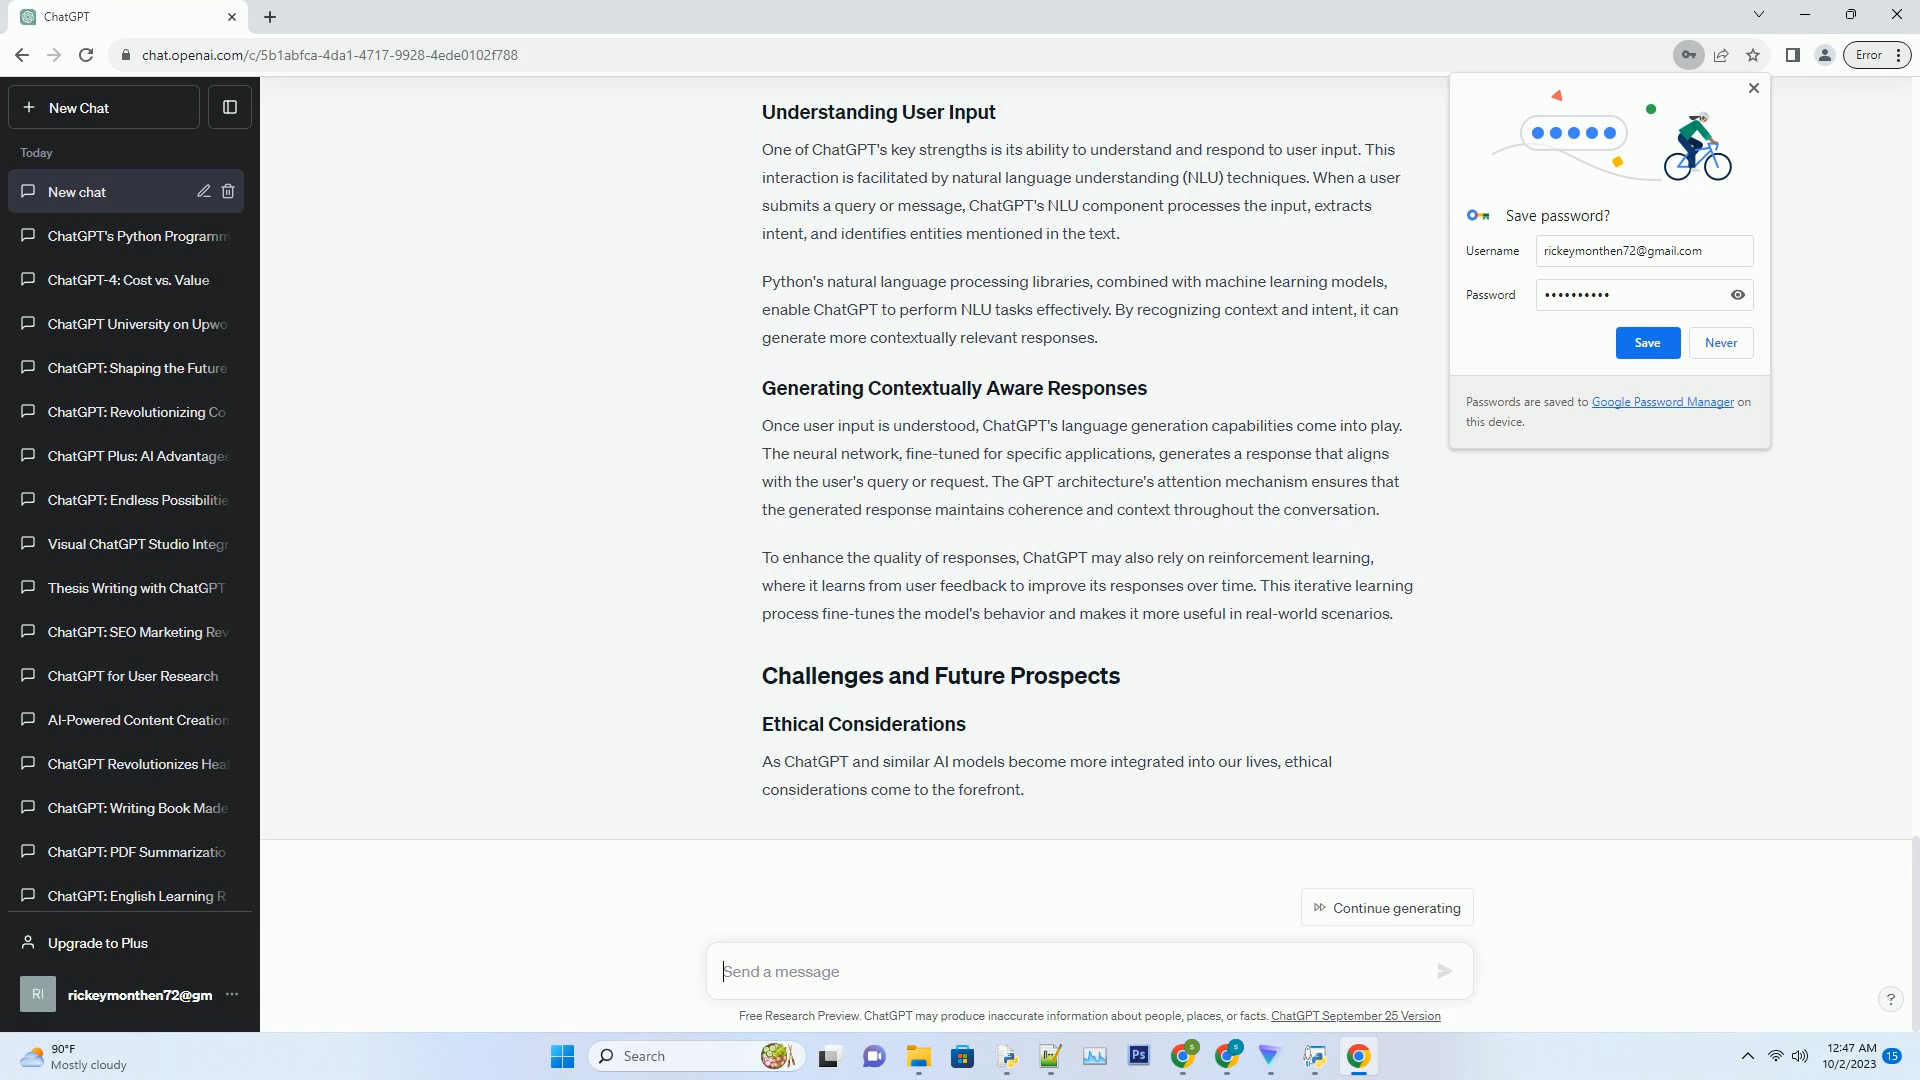 ChatGPT
chat.openai.com/c/5b1abfca-4da1-4717-9928-4ede0102f788
Error
New Chat
Today
New chat
ChatGPT's Python Programm
ChatGPT-4: Cost vs. Value
ChatGPT University on Upwo
ChatGPT: Shaping the Future
ChatGPT: Revolutionizing Co
ChatGPT Plus: AI Advantages
ChatGPT: Endless Possibilitie
Visual ChatGPT Studio Integr
Thesis Writing with ChatGPT
ChatGPT: SEO Marketing Rev
ChatGPT for User Research
AI-Powered Content Creation
ChatGPT Revolutionizes Heal
ChatGPT: Writing Book Made
ChatGPT: PDF Summarizatio
ChatGPT: English Learning R
Upgrade to Plus
RI
rickeymonthen72@gm
Understanding User Input
One of ChatGPT's key strengths is its ability to understand and respond to user input. This
interaction is facilitated by natural language understanding (NLU) techniques. When a user
submits a query or message, ChatGPT's NLU component processes the input, extracts
intent, and identifies entities mentioned in the text.
Python's natural language processing libraries, combined with machine learning models,
enable ChatGPT to perform NLU tasks effectively. By recognizing context and intent, it can
generate more contextually relevant responses.
Generating Contextually Aware Responses
Once user input is understood, ChatGPT's language generation capabilities come into play.
The neural network, fine-tuned for specific applications, generates a response that aligns
with the user's query or request. The GPT architecture's attention mechanism ensures that
the generated response maintains coherence and context throughout the conversation.
To enhance the quality of responses, ChatGPT may also rely on reinforcement learning,
where it learns from user feedback to improve its responses over time. This iterative learning
process fine-tunes the model's behavior and makes it more useful in real-world scenarios.
Challenges and Future Prospects
Ethical Considerations
As ChatGPT and similar AI models become more integrated into our lives, ethical
considerations come to the forefront.
Continue generating
Send a message
Free Research Preview. ChatGPT may produce inaccurate information about people, places, or facts. ChatGPT September 25 Version
?
Save password?
Username
rickeymonthen72@gmail.com
Password
••••••••••
Save
Never
Passwords are saved to Google Password Manager on
this device.
90°F
Mostly cloudy
Search
Ps
S
S
12:47 AM
10/2/2023
15